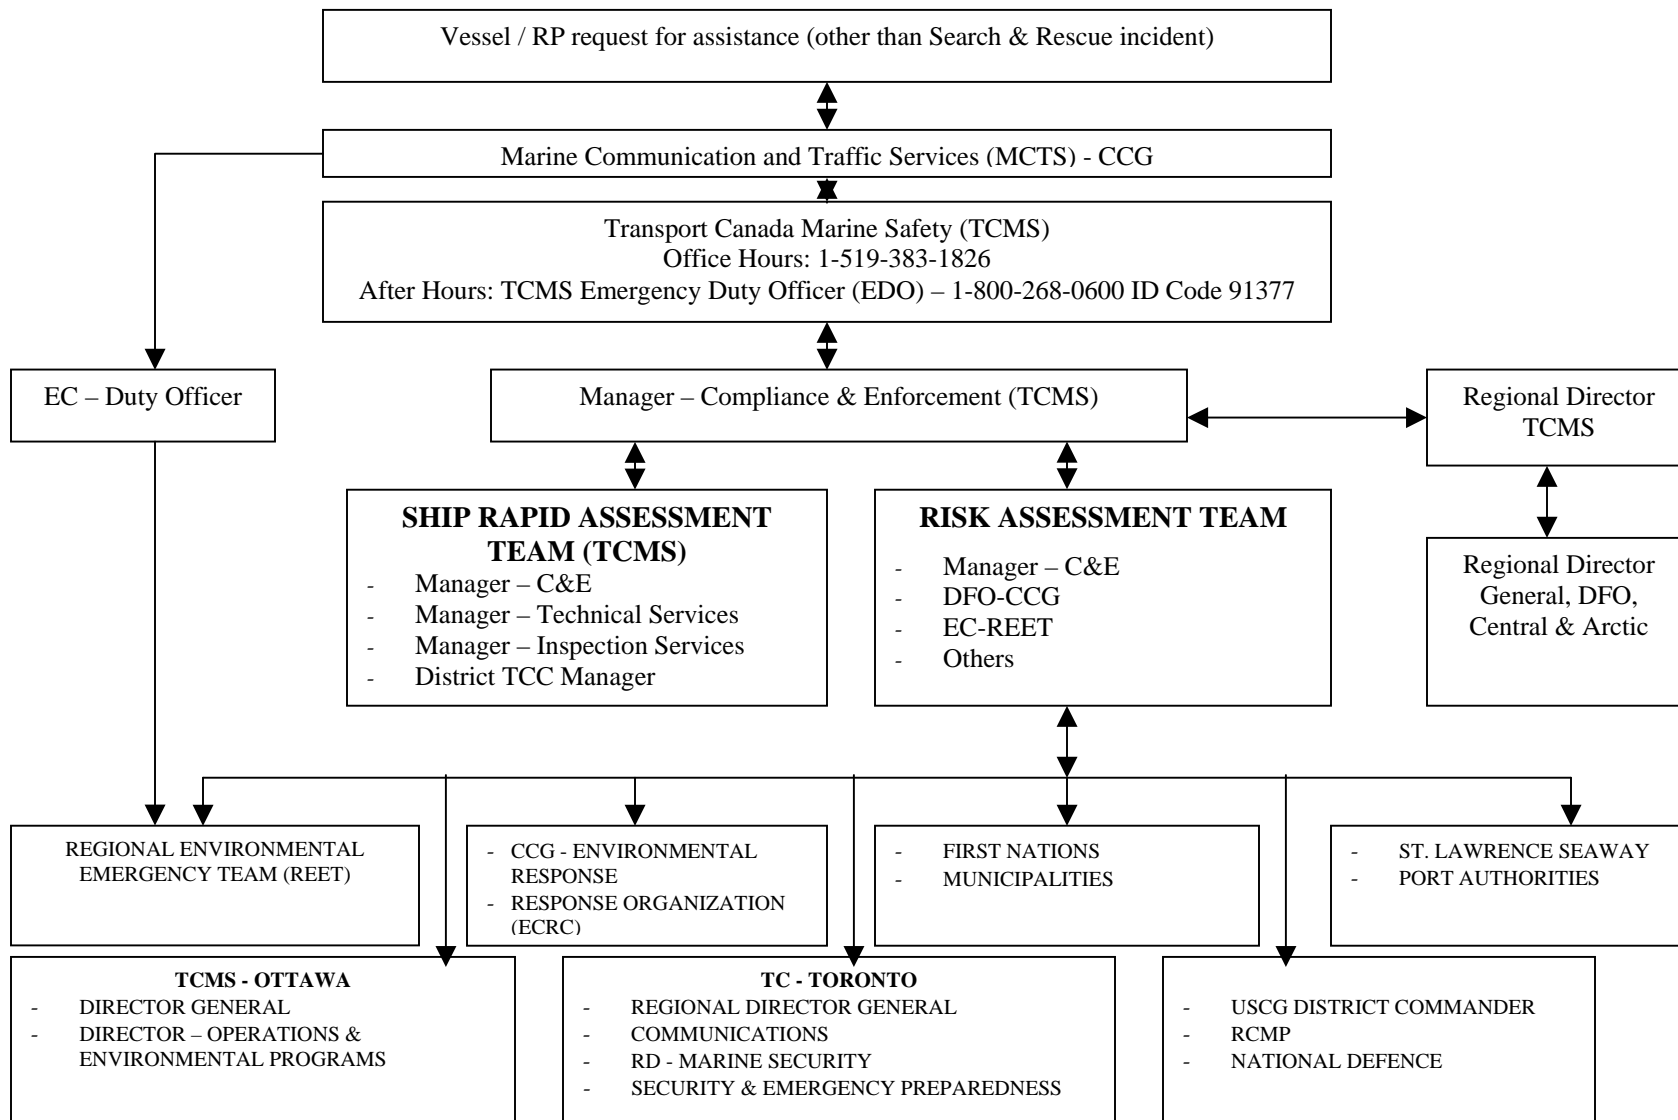 Vessel / RP request for assistance (other than Search & Rescue incident)
Marine Communication and Traffic Services (MCTS) - CCG
Transport Canada Marine Safety (TCMS)
Office Hours: 1-519-383-1826
After Hours: TCMS Emergency Duty Officer (EDO) – 1-800-268-0600 ID Code 91377
EC – Duty Officer
Manager – Compliance & Enforcement (TCMS)
Regional Director
TCMS
SHIP RAPID ASSESSMENT
TEAM (TCMS)
- Manager – C&E
- Manager – Technical Services
- Manager – Inspection Services
- District TCC Manager
RISK ASSESSMENT TEAM
- Manager – C&E
- DFO-CCG
- EC-REET
- Others
Regional Director
General, DFO,
Central & Arctic
REGIONAL ENVIRONMENTAL
EMERGENCY TEAM (REET)
- CCG - ENVIRONMENTAL
RESPONSE
- RESPONSE ORGANIZATION
(ECRC)
- FIRST NATIONS
- MUNICIPALITIES
- ST. LAWRENCE SEAWAY
- PORT AUTHORITIES
TCMS - OTTAWA
- DIRECTOR GENERAL
- DIRECTOR – OPERATIONS &
ENVIRONMENTAL PROGRAMS
TC - TORONTO
- REGIONAL DIRECTOR GENERAL
- COMMUNICATIONS
- RD - MARINE SECURITY
- SECURITY & EMERGENCY PREPAREDNESS
- USCG DISTRICT COMMANDER
- RCMP
- NATIONAL DEFENCE